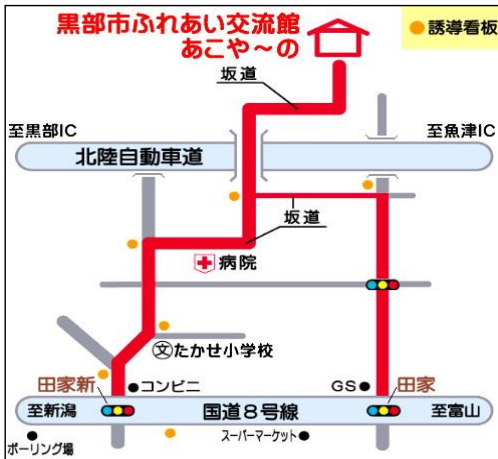 黒部市ふれあい交流館
あこや～の
誘導看板
坂道
至黒部IC
至魚津IC
北陸自動車道
坂道
病院
文たかせ小学校
田家新
コンビニ
GS
田家
至新潟
国道8号線
至富山
ボーリング場
スーパーマーケット